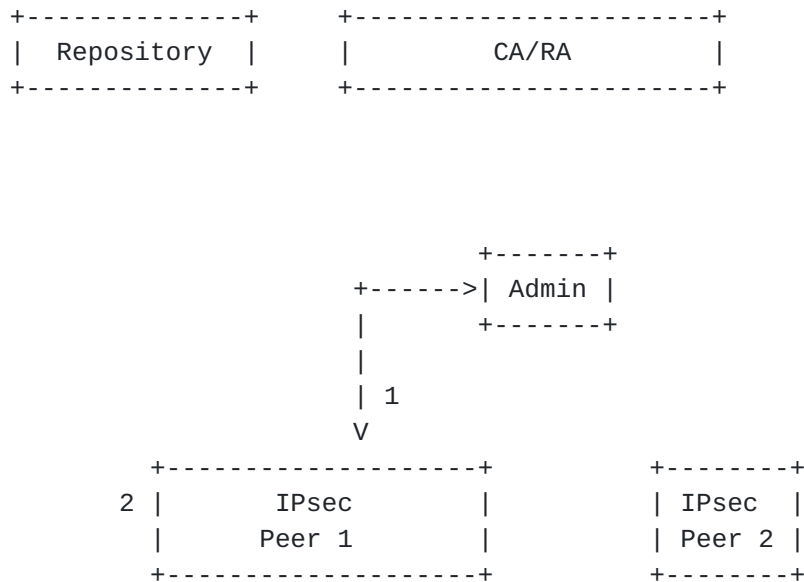 Repository
CA/RA
Admin
1
2 IPsec
Peer 1
IPsec
Peer 2